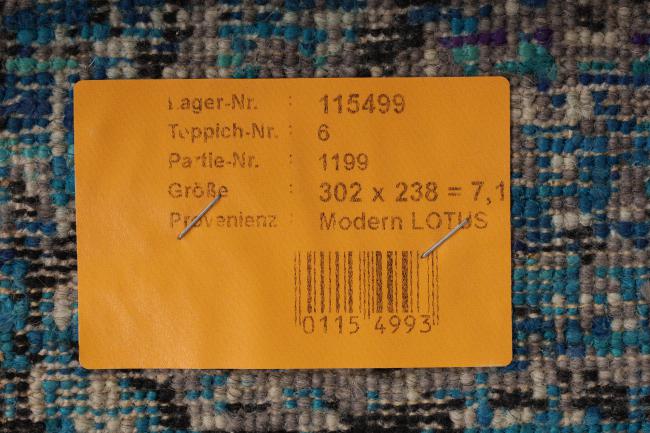 Lager-Nr. : 115499
Teppich-Nr. : 6
Partie-Nr. : 1199
Größe : 302 x 238 = 7,1
Provenienz : Modern LOTUS
0115 4993